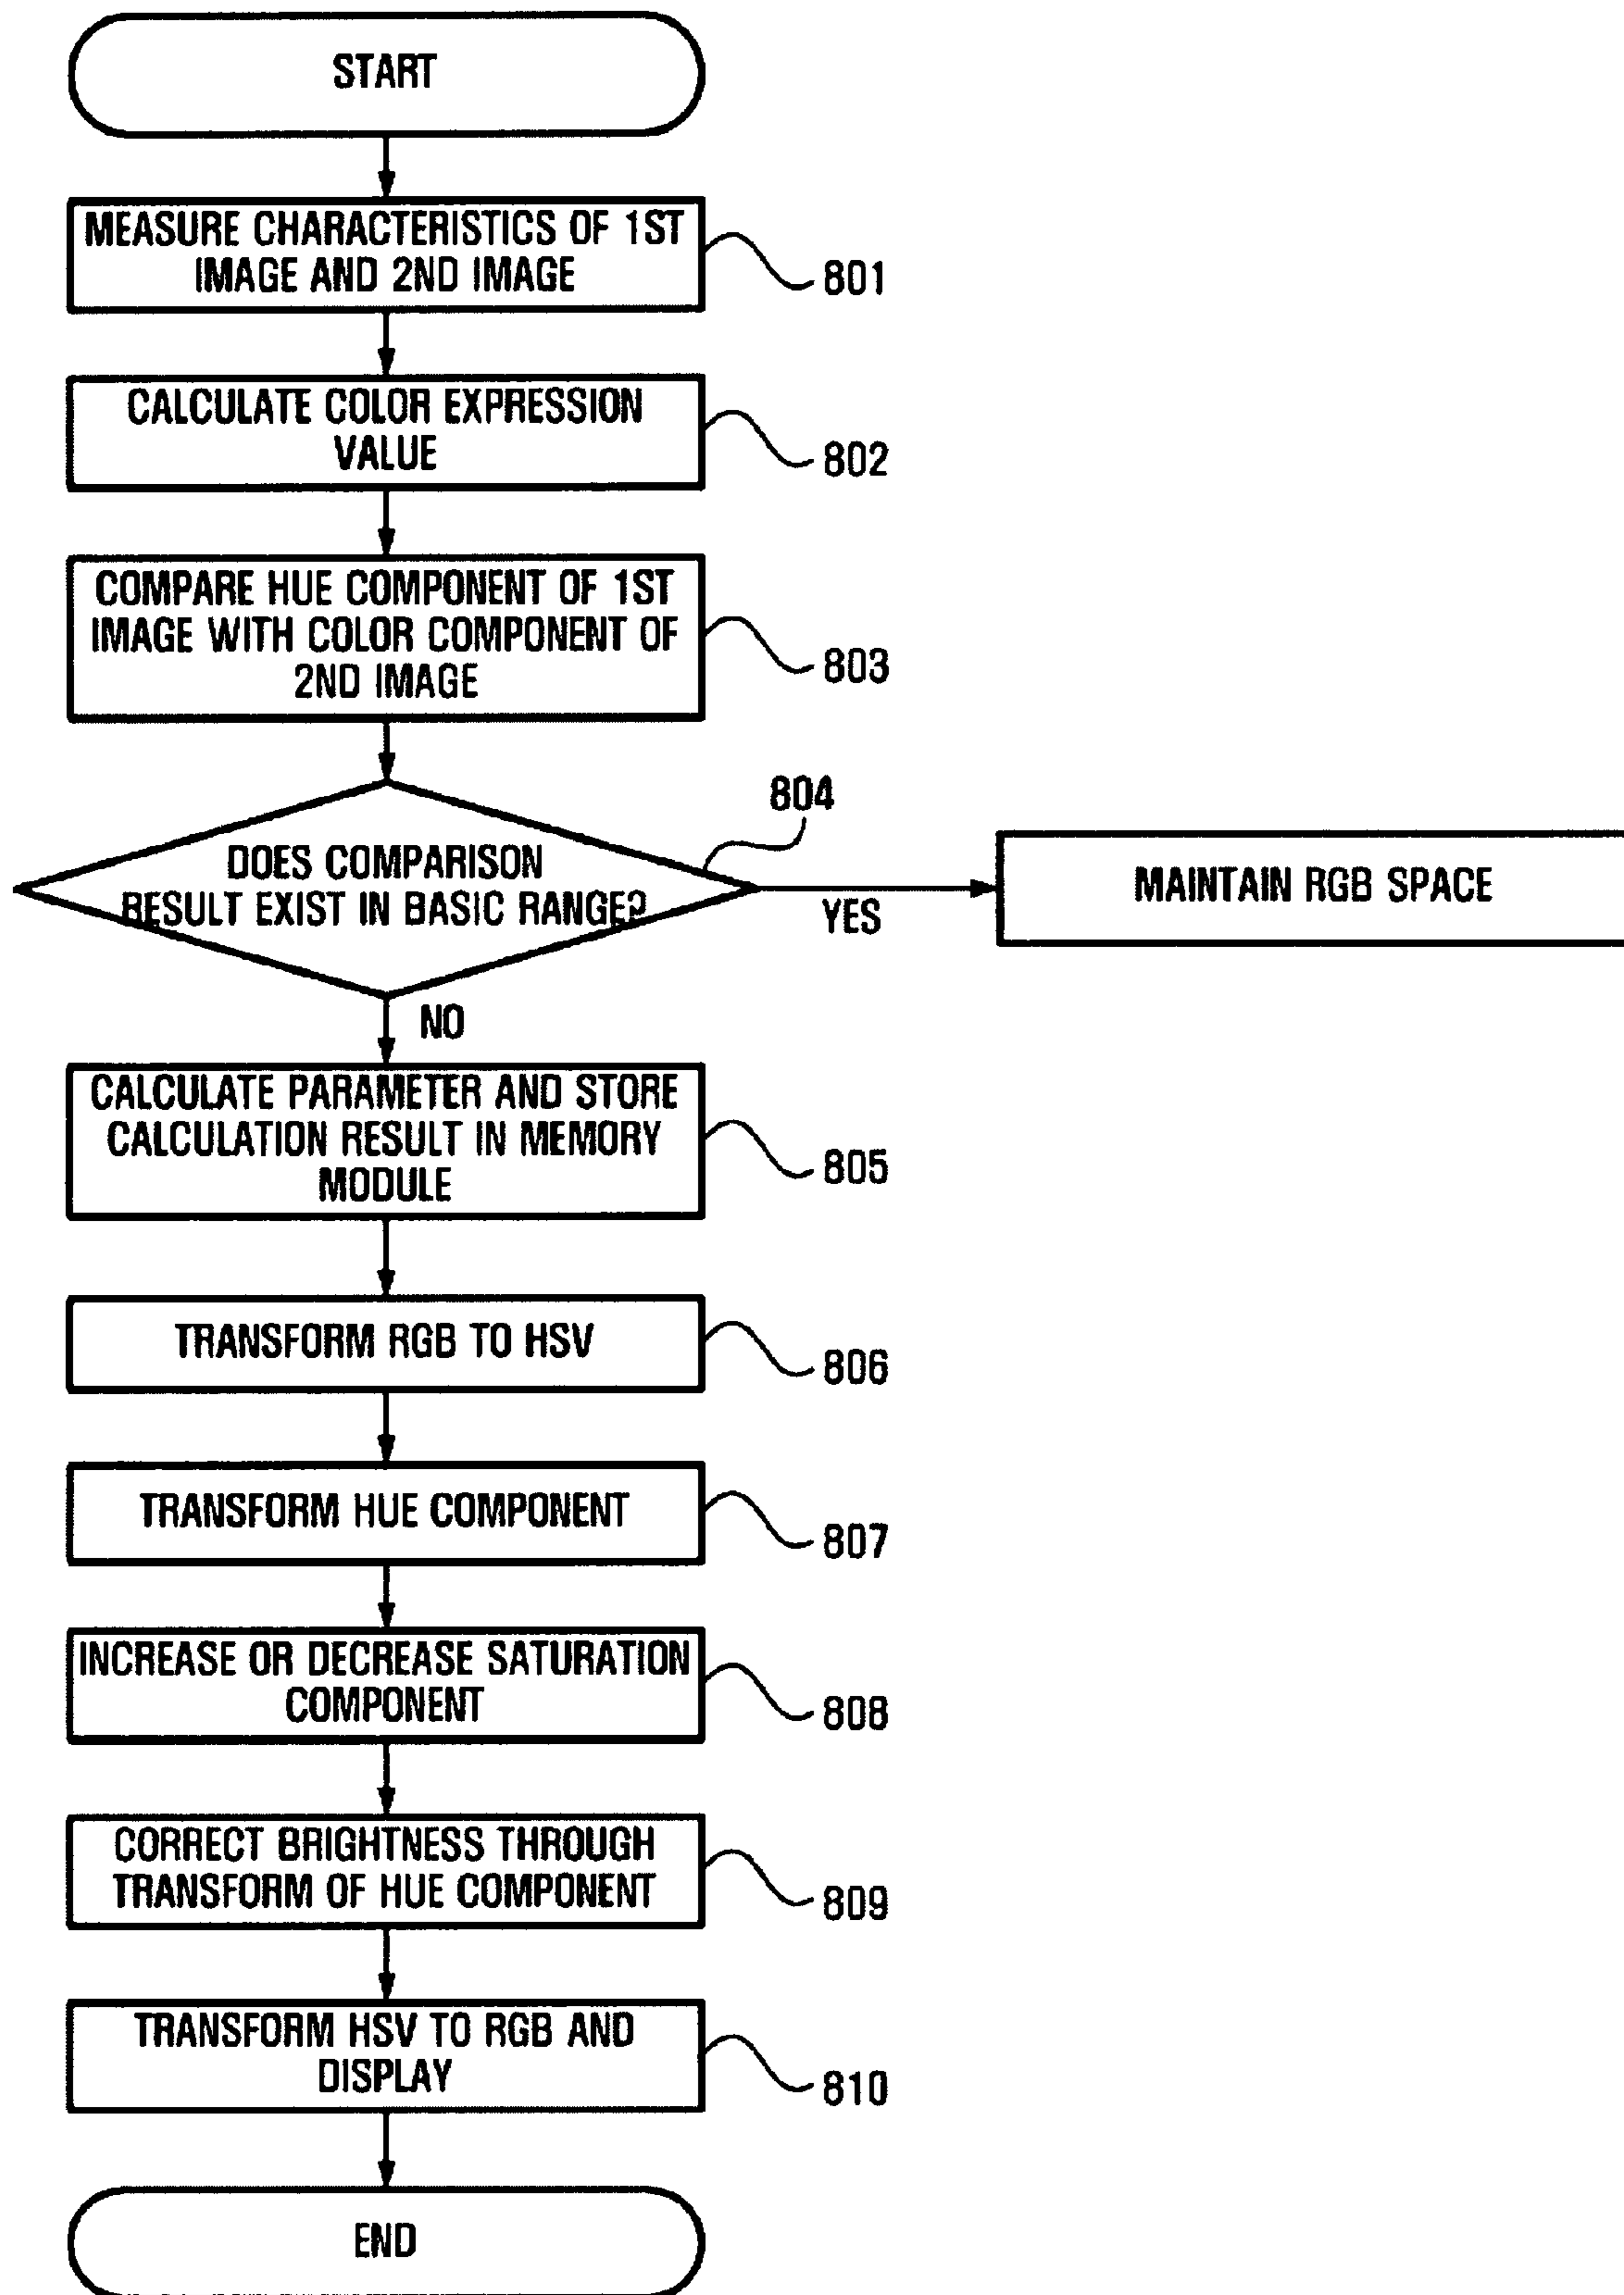 START
MEASURE CHARACTERISTICS OF 1ST
IMAGE AND 2ND IMAGE
801
CALCULATE COLOR EXPRESSION
VALUE
802
COMPARE HUE COMPONENT OF 1ST
IMAGE WITH COLOR COMPONENT OF
2ND IMAGE
803
804
DOES COMPARISON
RESULT EXIST IN BASIC RANGE?
YES
MAINTAIN RGB SPACE
NO
CALCULATE PARAMETER AND STORE
CALCULATION RESULT IN MEMORY
MODULE
805
TRANSFORM RGB TO HSV
806
TRANSFORM HUE COMPONENT
807
INCREASE OR DECREASE SATURATION
COMPONENT
808
CORRECT BRIGHTNESS THROUGH
TRANSFORM OF HUE COMPONENT
809
TRANSFORM HSV TO RGB AND
DISPLAY
810
END